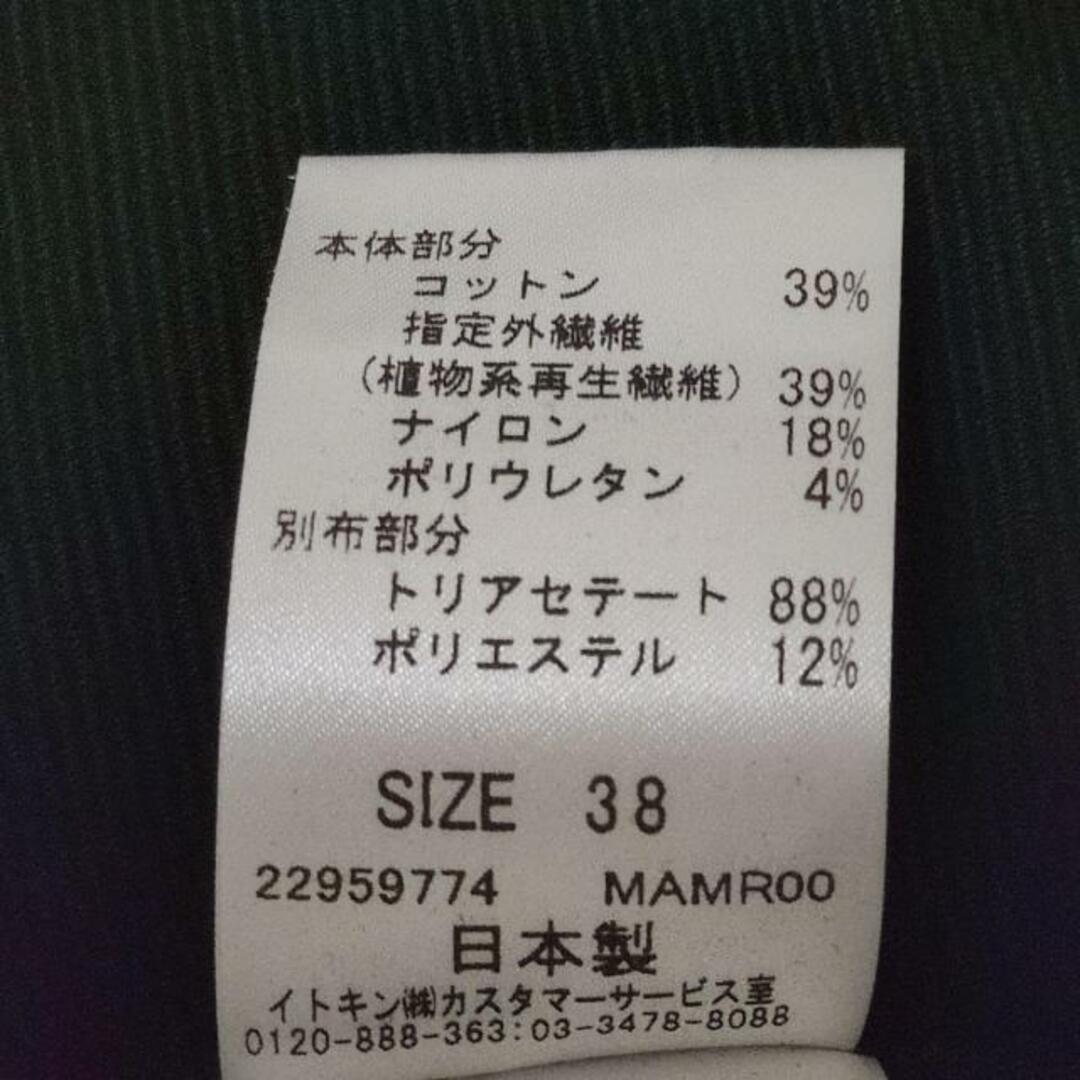 本体部分
コットン 39%
指定外繊維
(植物系再生繊維) 39%
ナイロン 18%
ポリウレタン 4%
別布部分
トリアセテート 88%
ポリエステル 12%
SIZE 38
22959774 MAMR00
日本製
イトキン㈱カスタマーサービス室
0120-888-363:03-3478-8088